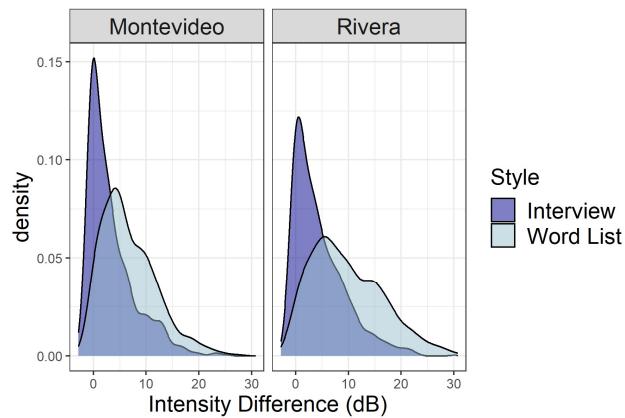 Montevideo
Rivera
0.15
0.10
0.05
0.00
density
0 10 20 30
0 10 20 30
Intensity Difference (dB)
Style
Interview
Word List